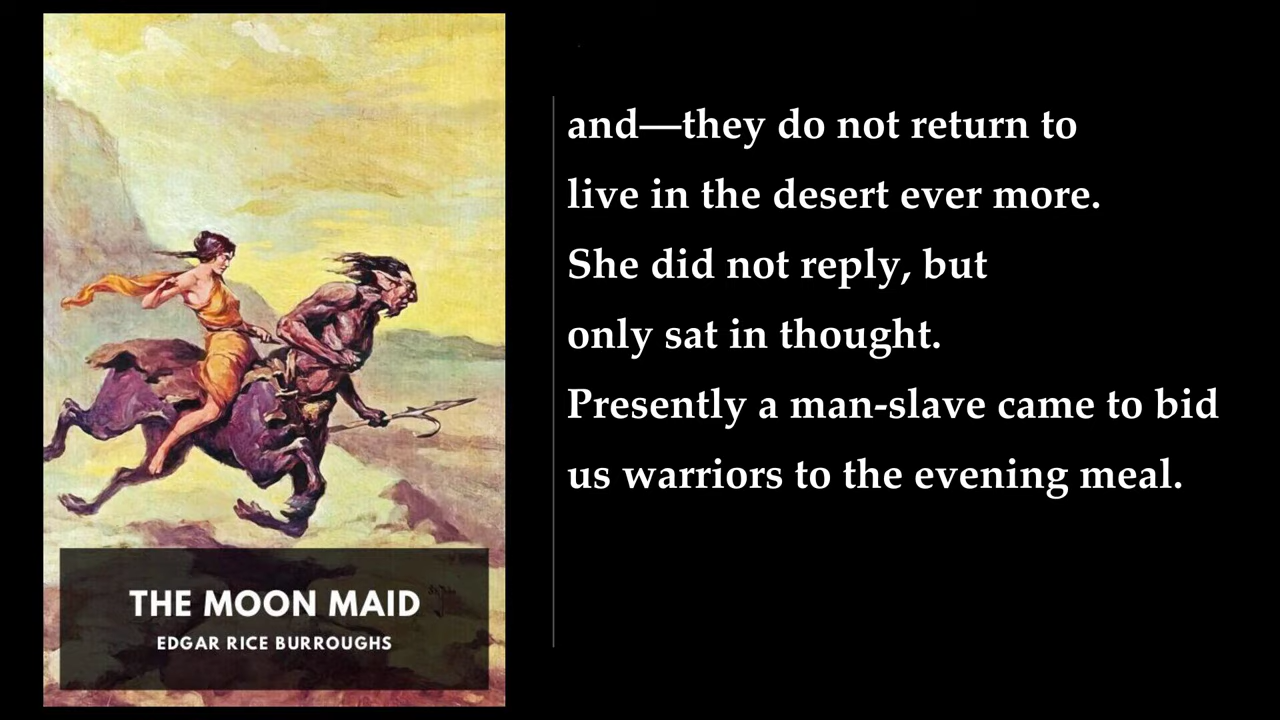 THE MOON MAID
EDGAR RICE BURROUGHS
and—they do not return to
live in the desert ever more.
She did not reply, but
only sat in thought.
Presently a man-slave came to bid
us warriors to the evening meal.